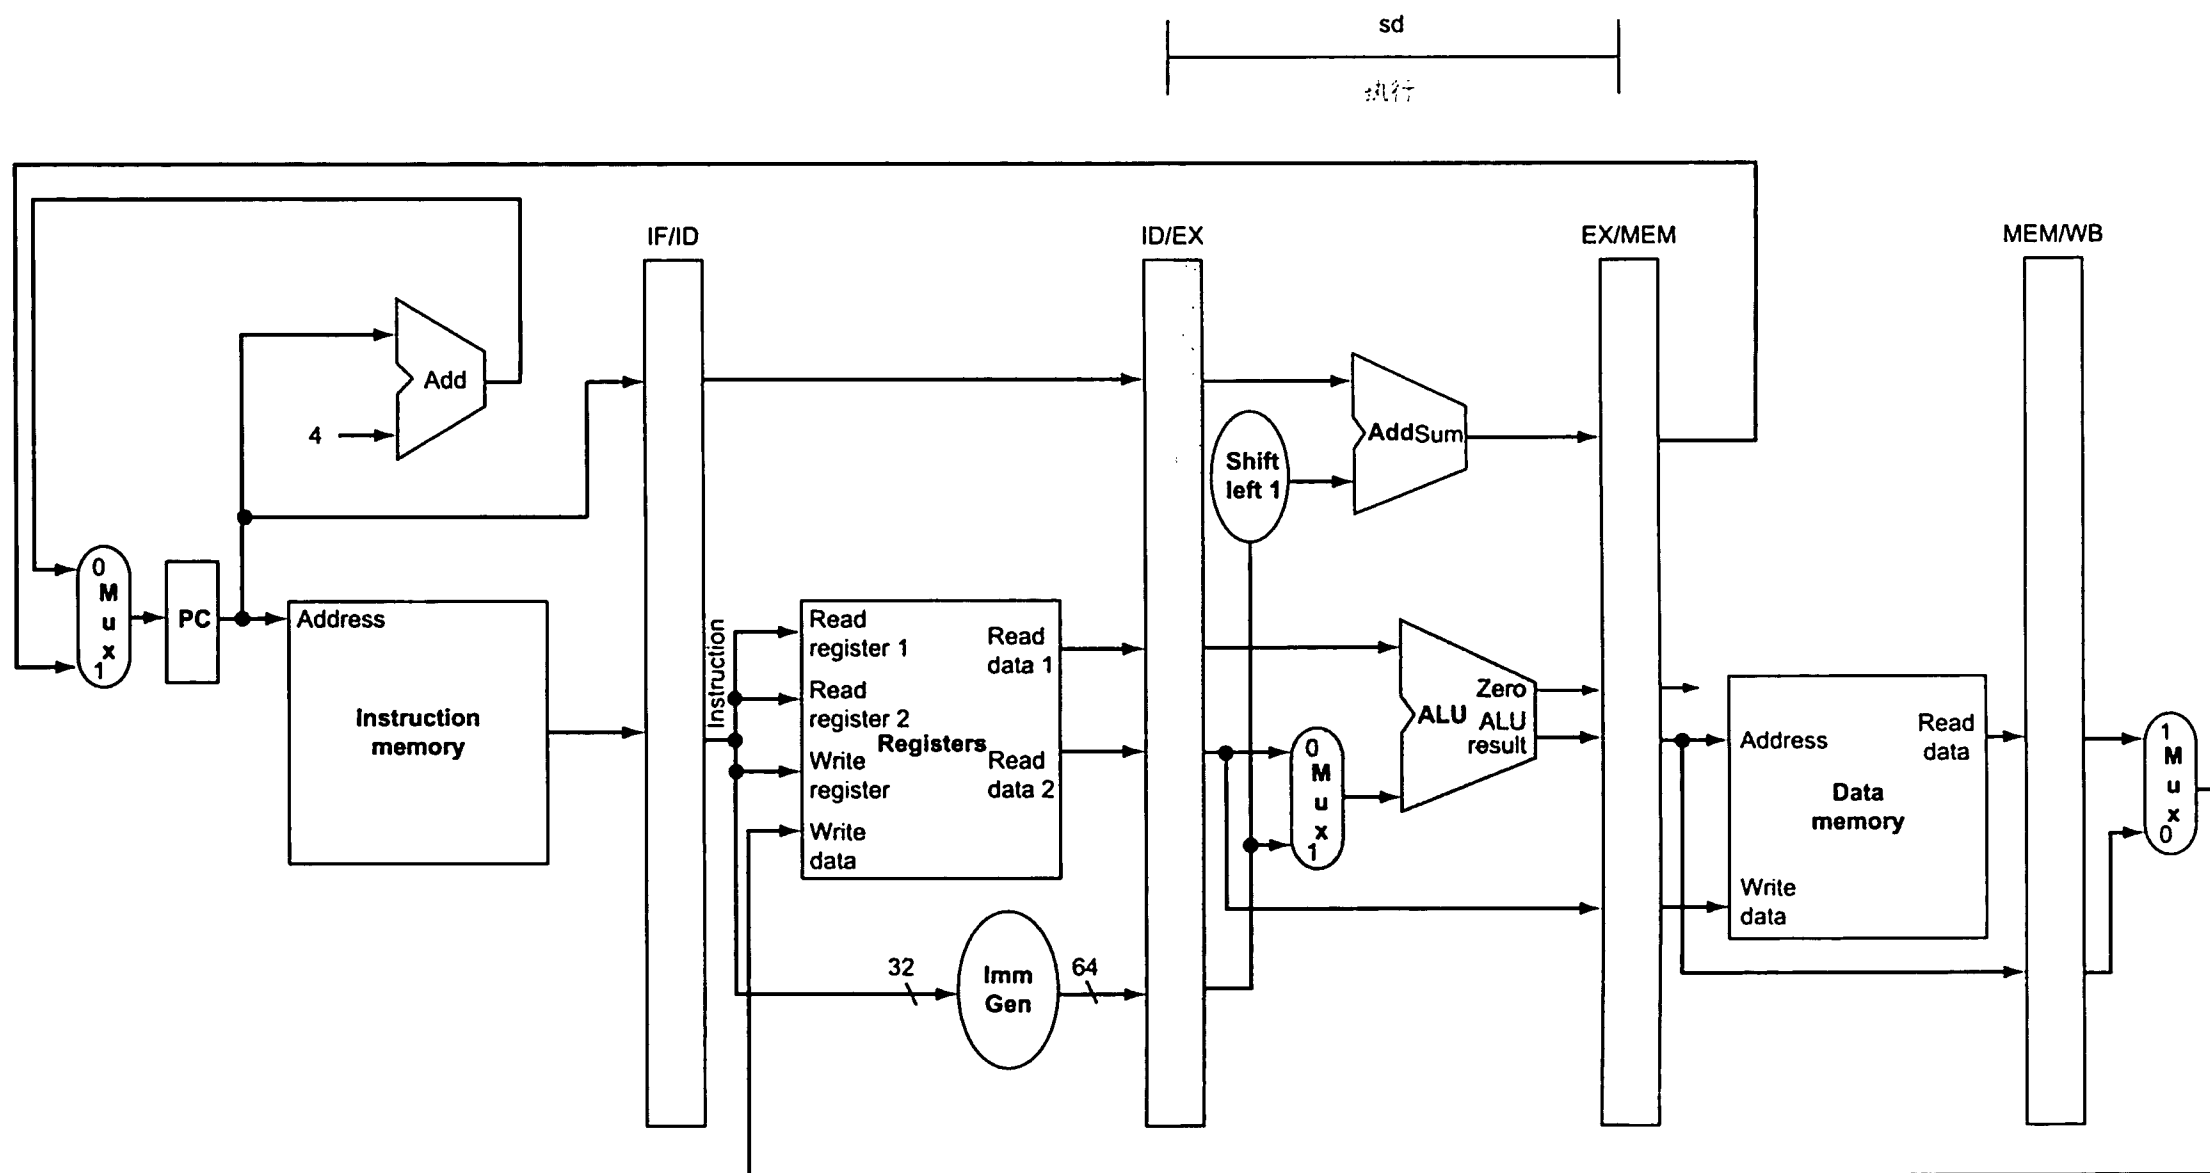 sd
执行
IF/ID
ID/EX
EX/MEM
MEM/WB
Add
4
Shift
left 1
AddSum
0
M
u
x
1
PC
Address
Instruction
memory
Instruction
Read
register 1
Read
register 2
Write
register
Write
data
Registers
Read
data 1
Read
data 2
0
M
u
x
1
ALU
Zero
ALU
result
Address
Read
data
Data
memory
Write
data
1
M
u
x
0
32
Imm
Gen
64